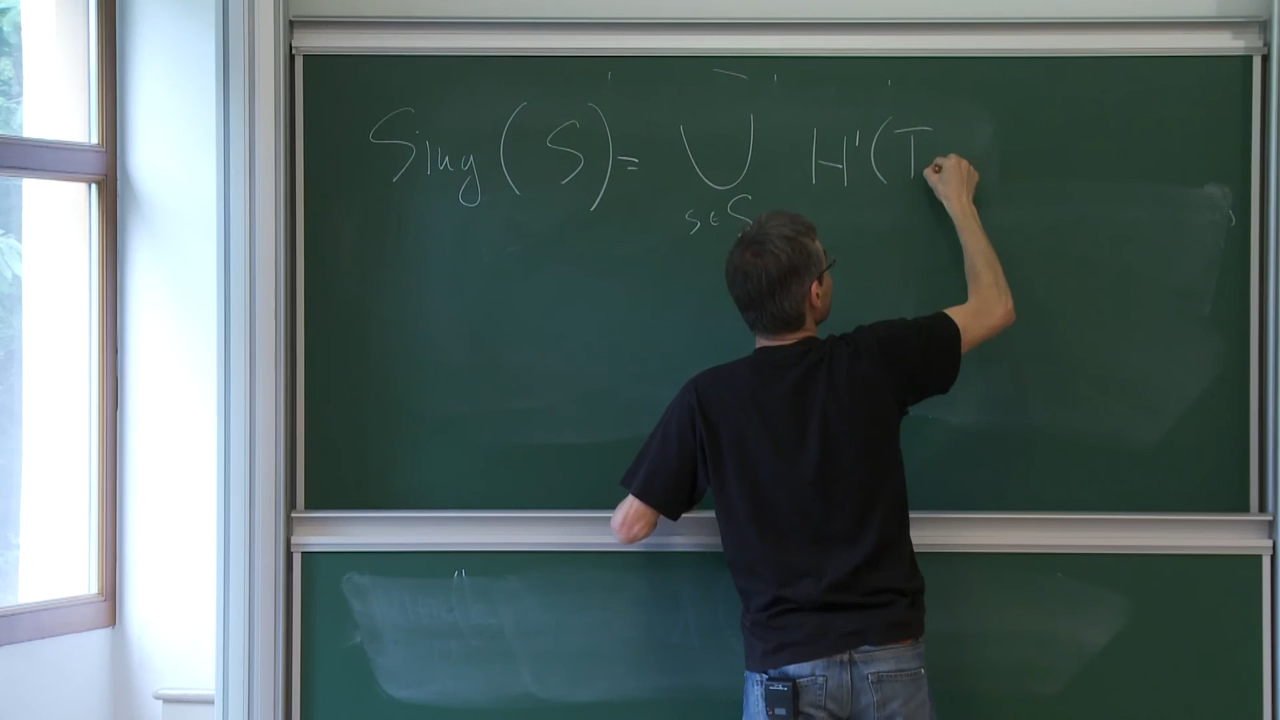 Sing(S) = ⋃ H'(T
s∈S